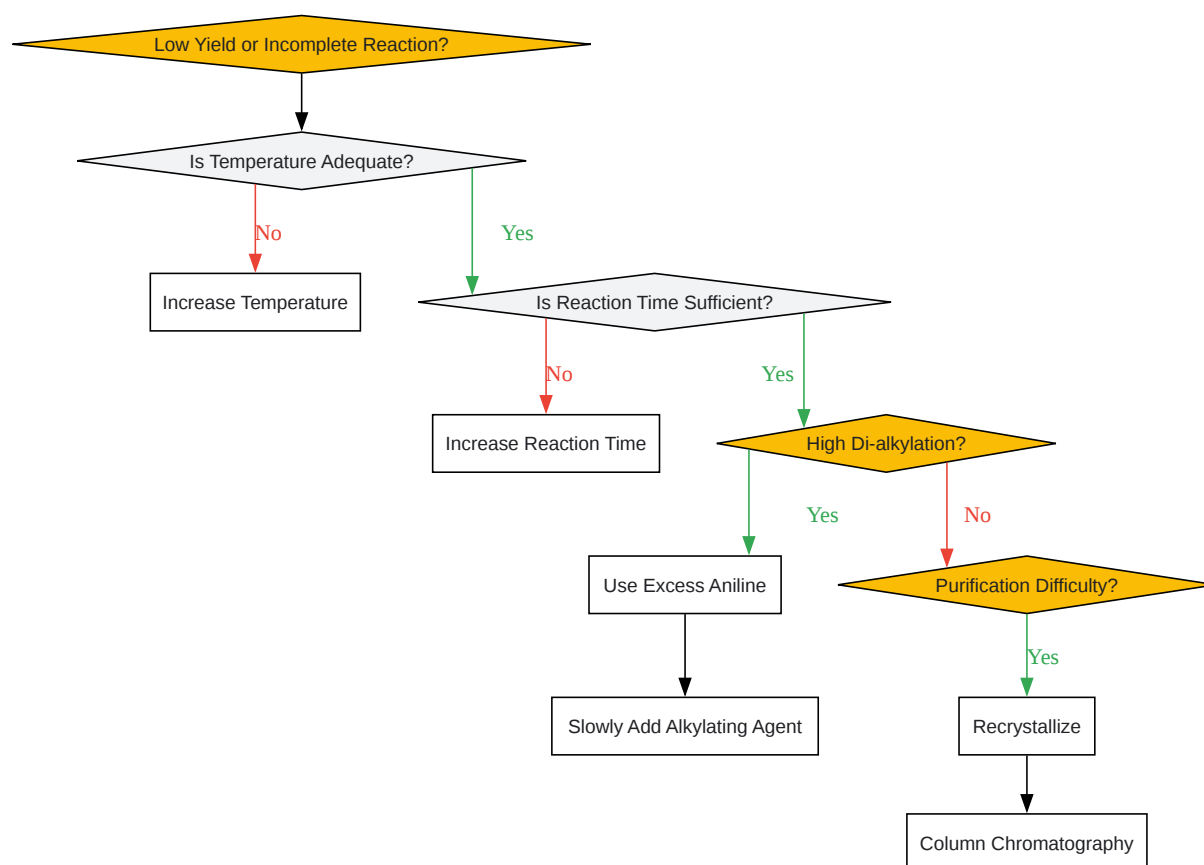 Low Yield or Incomplete Reaction?
Is Temperature Adequate?
No
Yes
Increase Temperature
Is Reaction Time Sufficient?
No
Yes
Increase Reaction Time
High Di-alkylation?
Yes
No
Use Excess Aniline
Purification Difficulty?
Yes
Slowly Add Alkylating Agent
Recrystallize
Column Chromatography